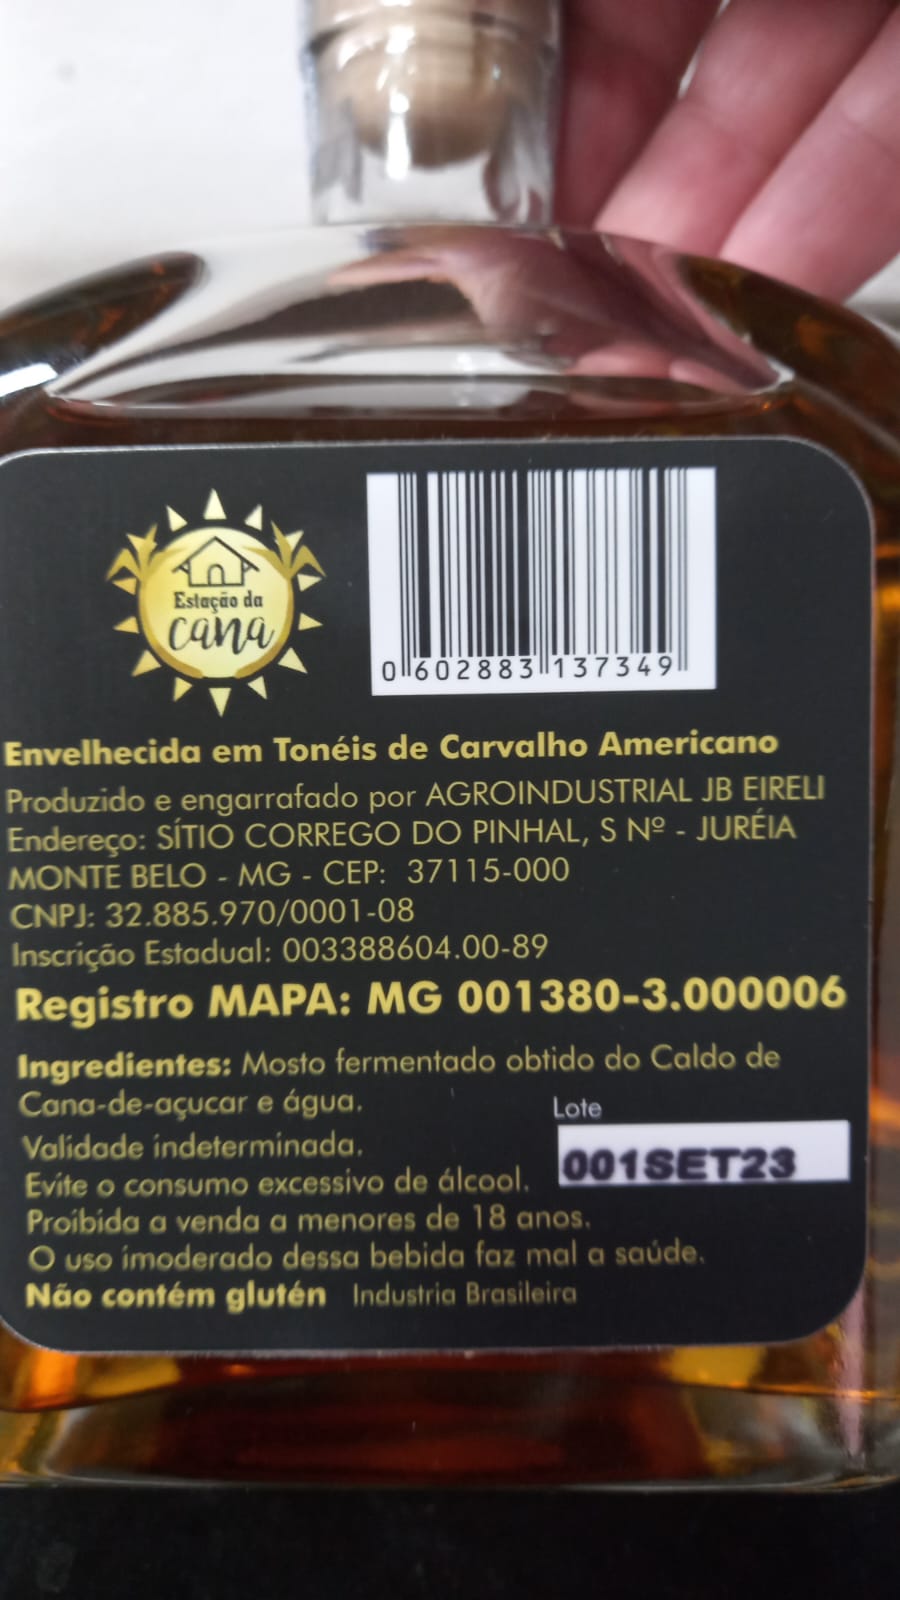 Estação da
cana
0 602883 137349
Envelhecida em Tonéis de Carvalho Americano
Produzido e engarrafado por AGROINDUSTRIAL JB EIRELI
Endereço: SÍTIO CORREGO DO PINHAL, S Nº - JURÉIA
MONTE BELO - MG - CEP: 37115-000
CNPJ: 32.885.970/0001-08
Inscrição Estadual: 003388604.00-89
Registro MAPA: MG 001380-3.000006
Ingredientes: Mosto fermentado obtido do Caldo de
Cana-de-açucar e água.
Lote
001SET23
Validade indeterminada.
Evite o consumo excessivo de álcool.
Proibida a venda a menores de 18 anos.
O uso imoderado dessa bebida faz mal a saúde.
Não contém glutén Industria Brasileira